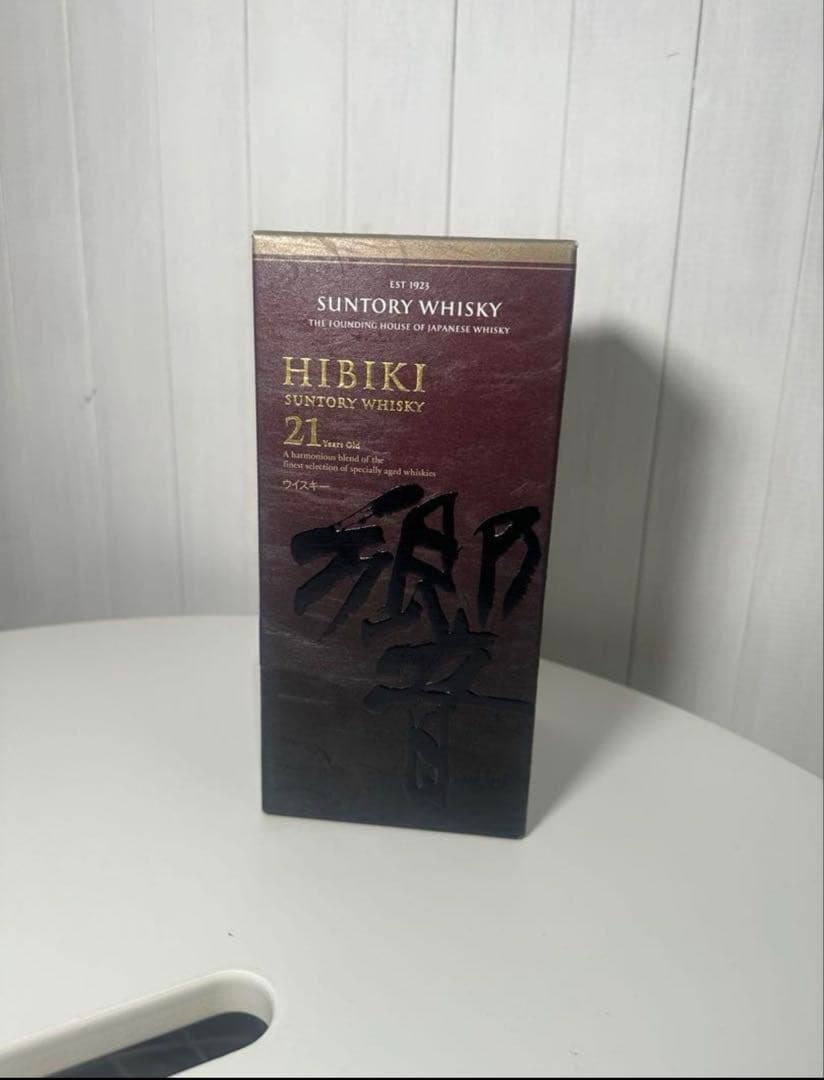 EST 1923
SUNTORY WHISKY
THE FOUNDING HOUSE OF JAPANESE WHISKY
HIBIKI
SUNTORY WHISKY
21 Years Old
A harmonious blend of the
finest selection of specially aged whiskies
ウイスキー
響